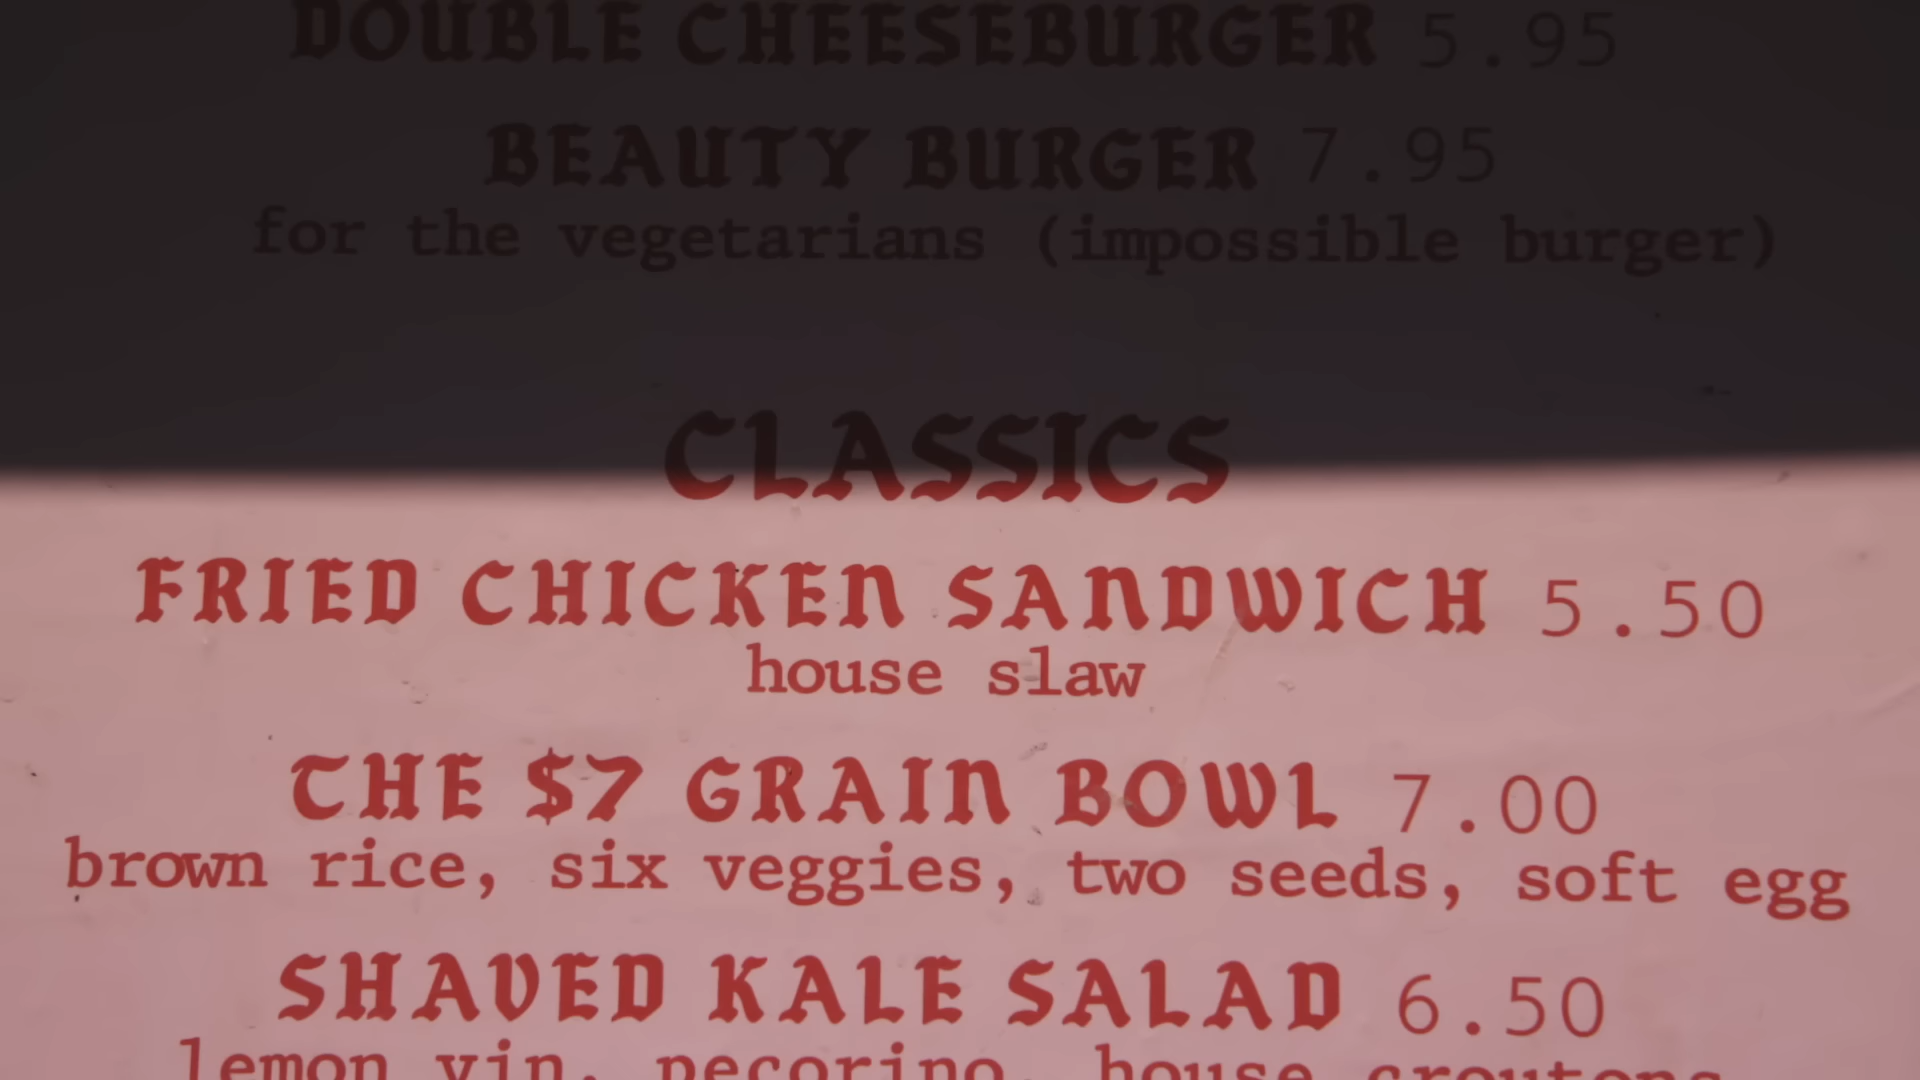 DOUBLE CHEESEBURGER 5.95
BEAUTY BURGER 7.95
for the vegetarians (impossible burger)
CLASSICS
FRIED CHICKEN SANDWICH 5.50
house slaw
THE $7 GRAIN BOWL 7.00
brown rice, six veggies, two seeds, soft egg
SHAVED KALE SALAD 6.50
lemon vin, pecorino, house croutons